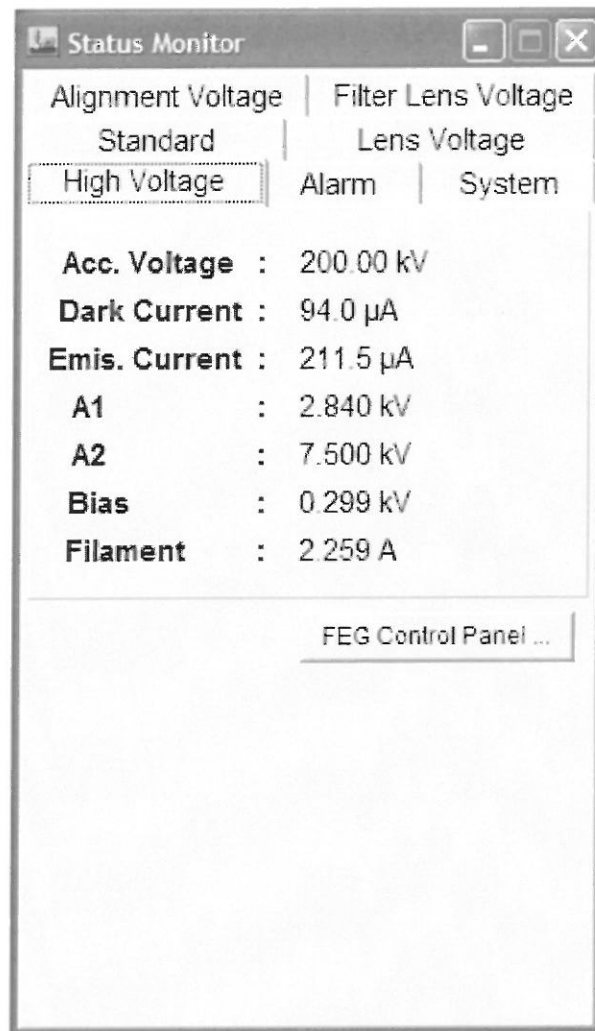 Status Monitor
Alignment Voltage Filter Lens Voltage
Standard Lens Voltage
High Voltage Alarm System
Acc. Voltage : 200.00 kV
Dark Current : 94.0 µA
Emis. Current : 211.5 µA
A1 : 2.840 kV
A2 : 7.500 kV
Bias : 0.299 kV
Filament : 2.259 A
FEG Control Panel ...